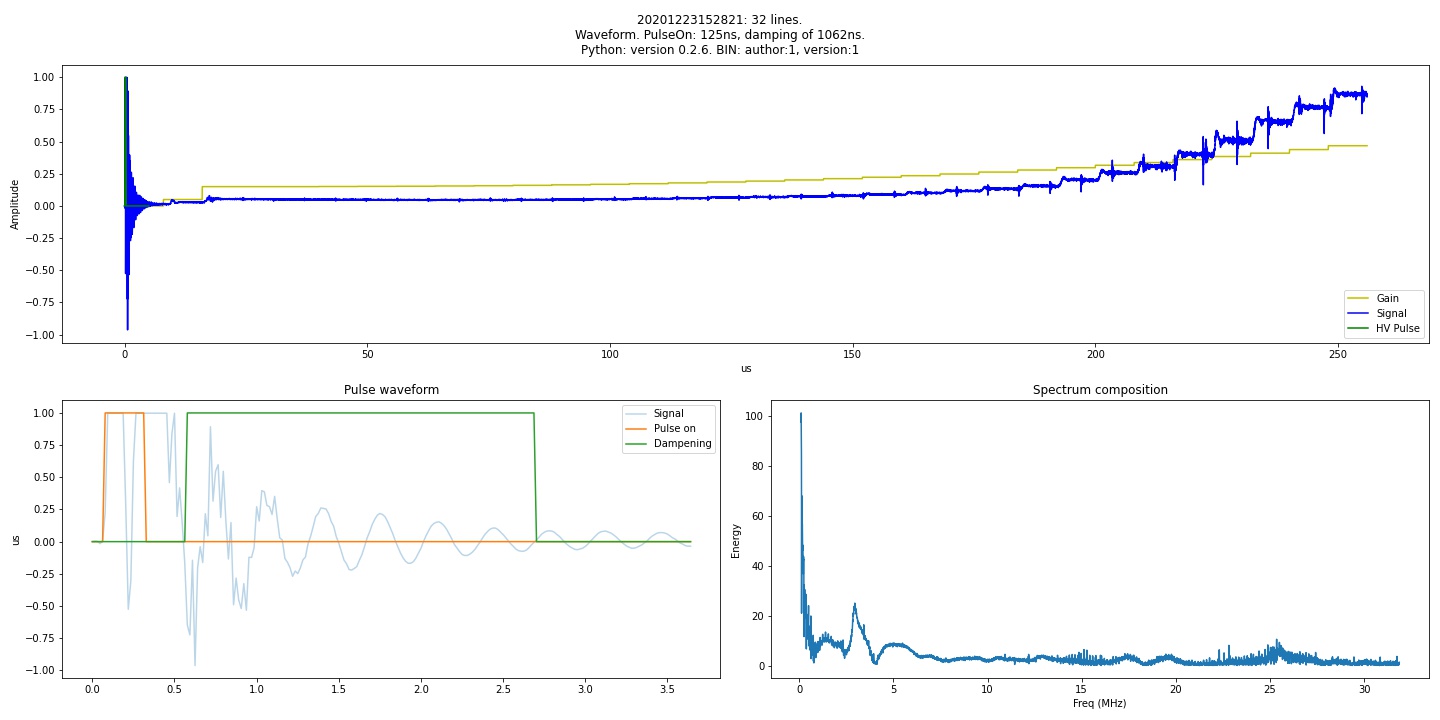 20201223152821: 32 lines.
Waveform. PulseOn: 125ns, damping of 1062ns.
Python: version 0.2.6. BIN: author:1, version:1
1.00
0.75
0.50
0.25
0.00
−0.25
−0.50
−0.75
−1.00
Amplitude
0
50
100
150
200
250
us
Gain
Signal
HV Pulse
Pulse waveform
1.00
0.75
0.50
0.25
0.00
−0.25
−0.50
−0.75
−1.00
us
0.0
0.5
1.0
1.5
2.0
2.5
3.0
3.5
Signal
Pulse on
Dampening
Spectrum composition
100
80
60
40
20
0
Energy
0
5
10
15
20
25
30
Freq (MHz)